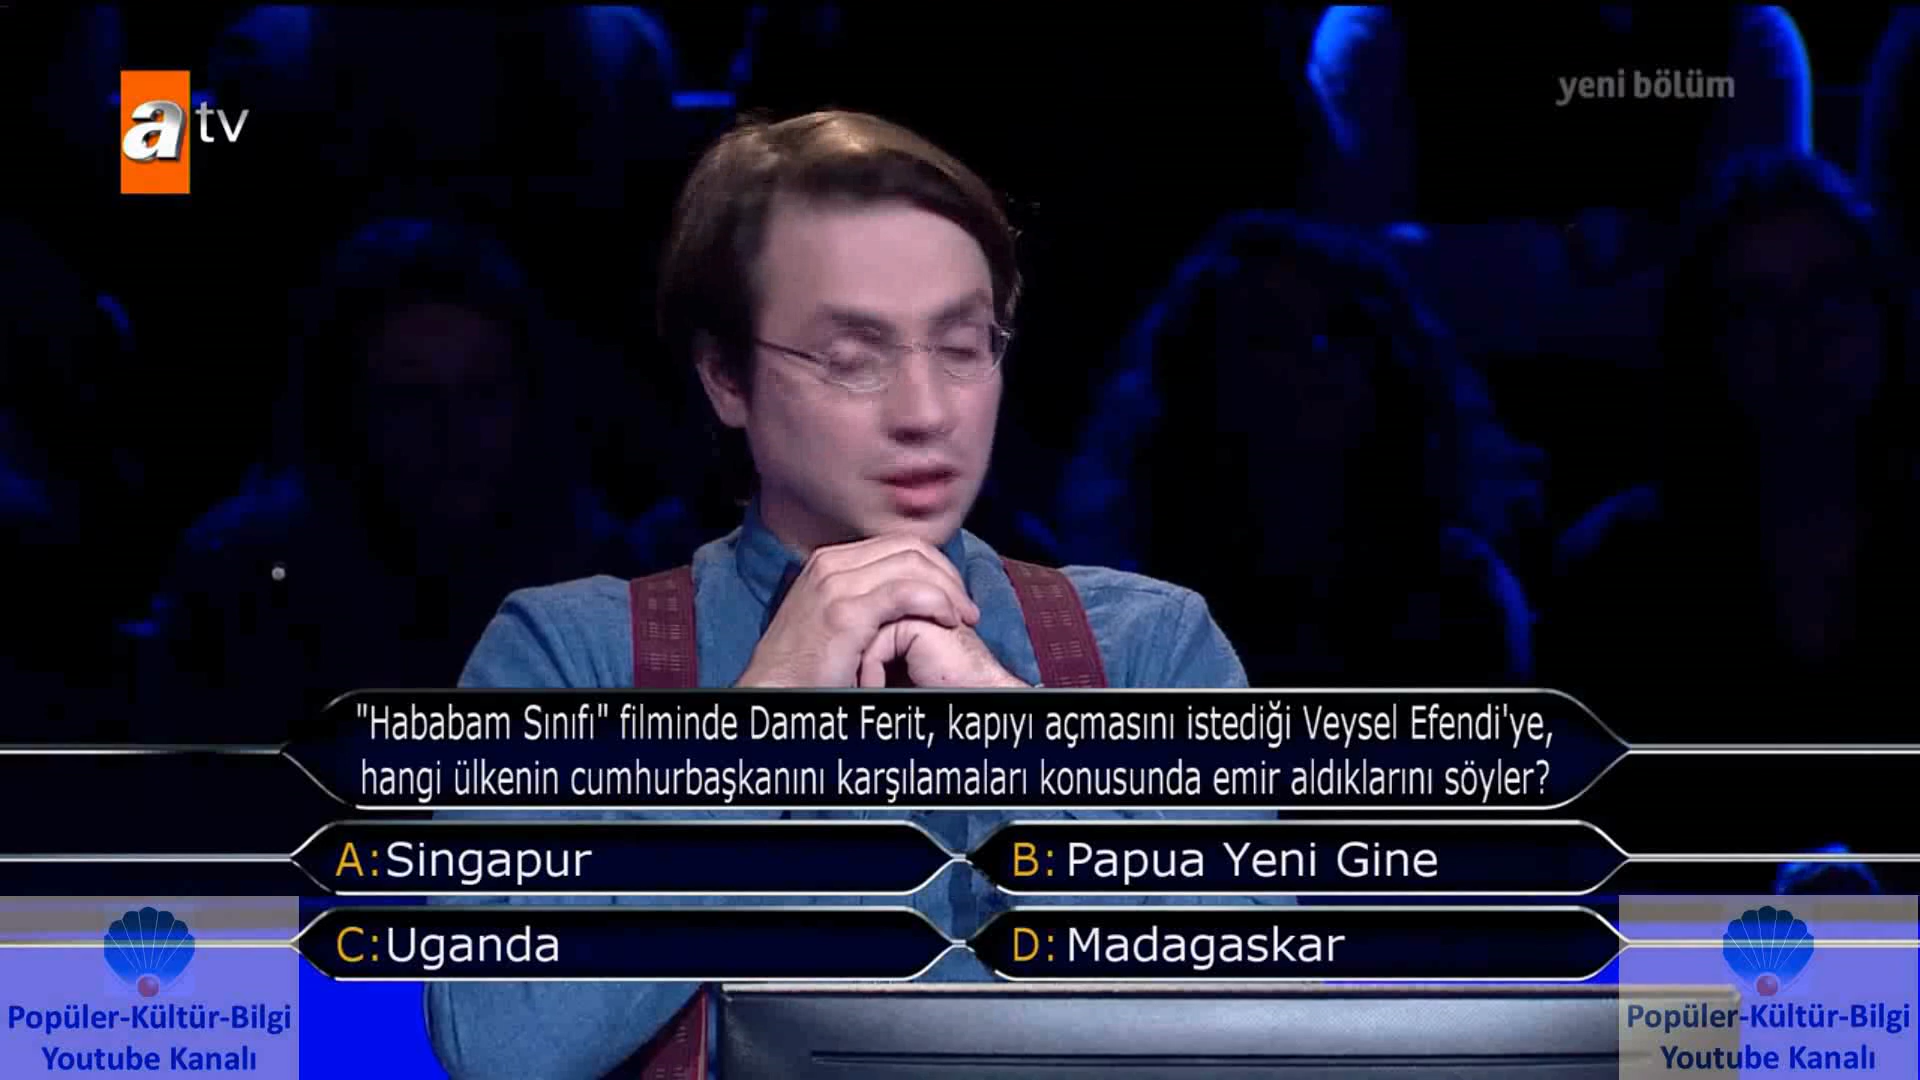 atv
yeni bölüm
"Hababam Sınıfı" filminde Damat Ferit, kapıyı açmasını istediği Veysel Efendi'ye,
hangi ülkenin cumhurbaşkanını karşılamaları konusunda emir aldıklarını söyler?
A: Singapur
B: Papua Yeni Gine
C: Uganda
D: Madagaskar
Popüler-Kültür-Bilgi
Youtube Kanalı
Popüler-Kültür-Bilgi
Youtube Kanalı